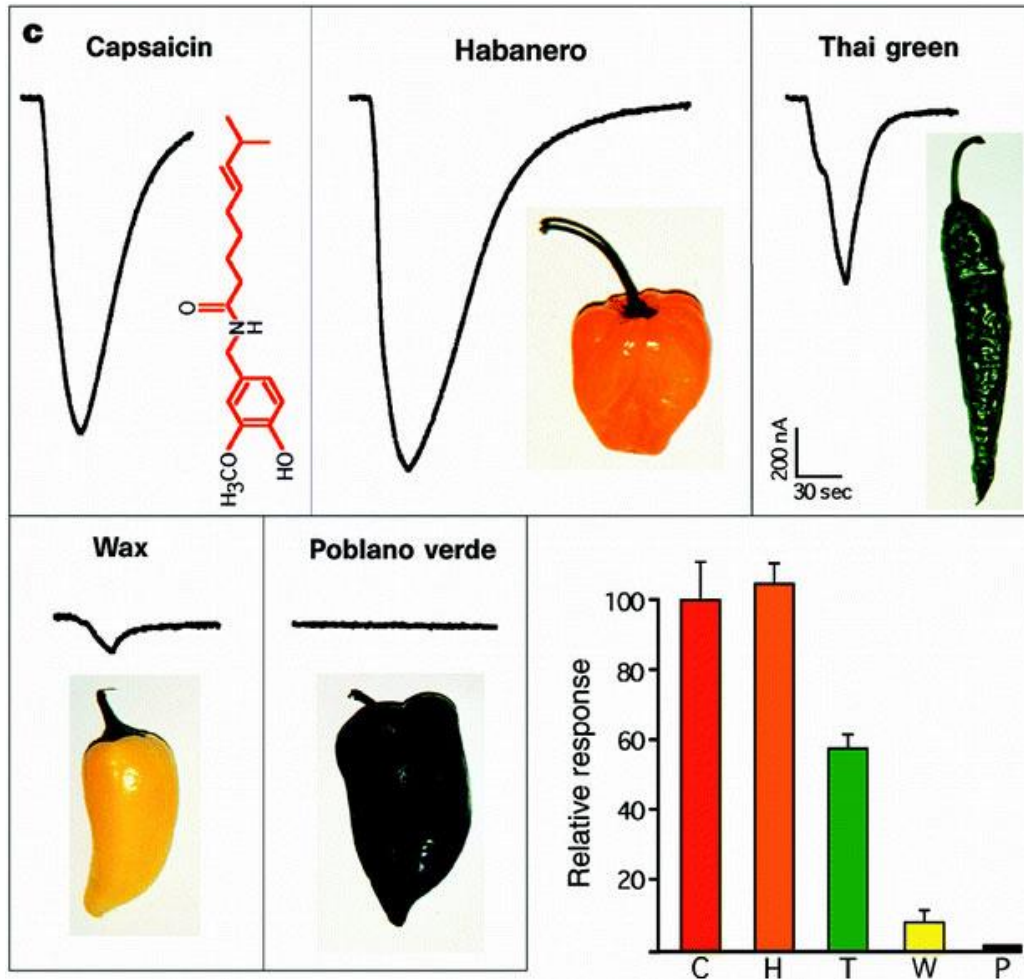 c
Capsaicin
Habanero
Thai green
O
N
H
H₃CO
HO
200 nA
30 sec
Wax
Poblano verde
Relative response
100
80
60
40
20
C H T W P